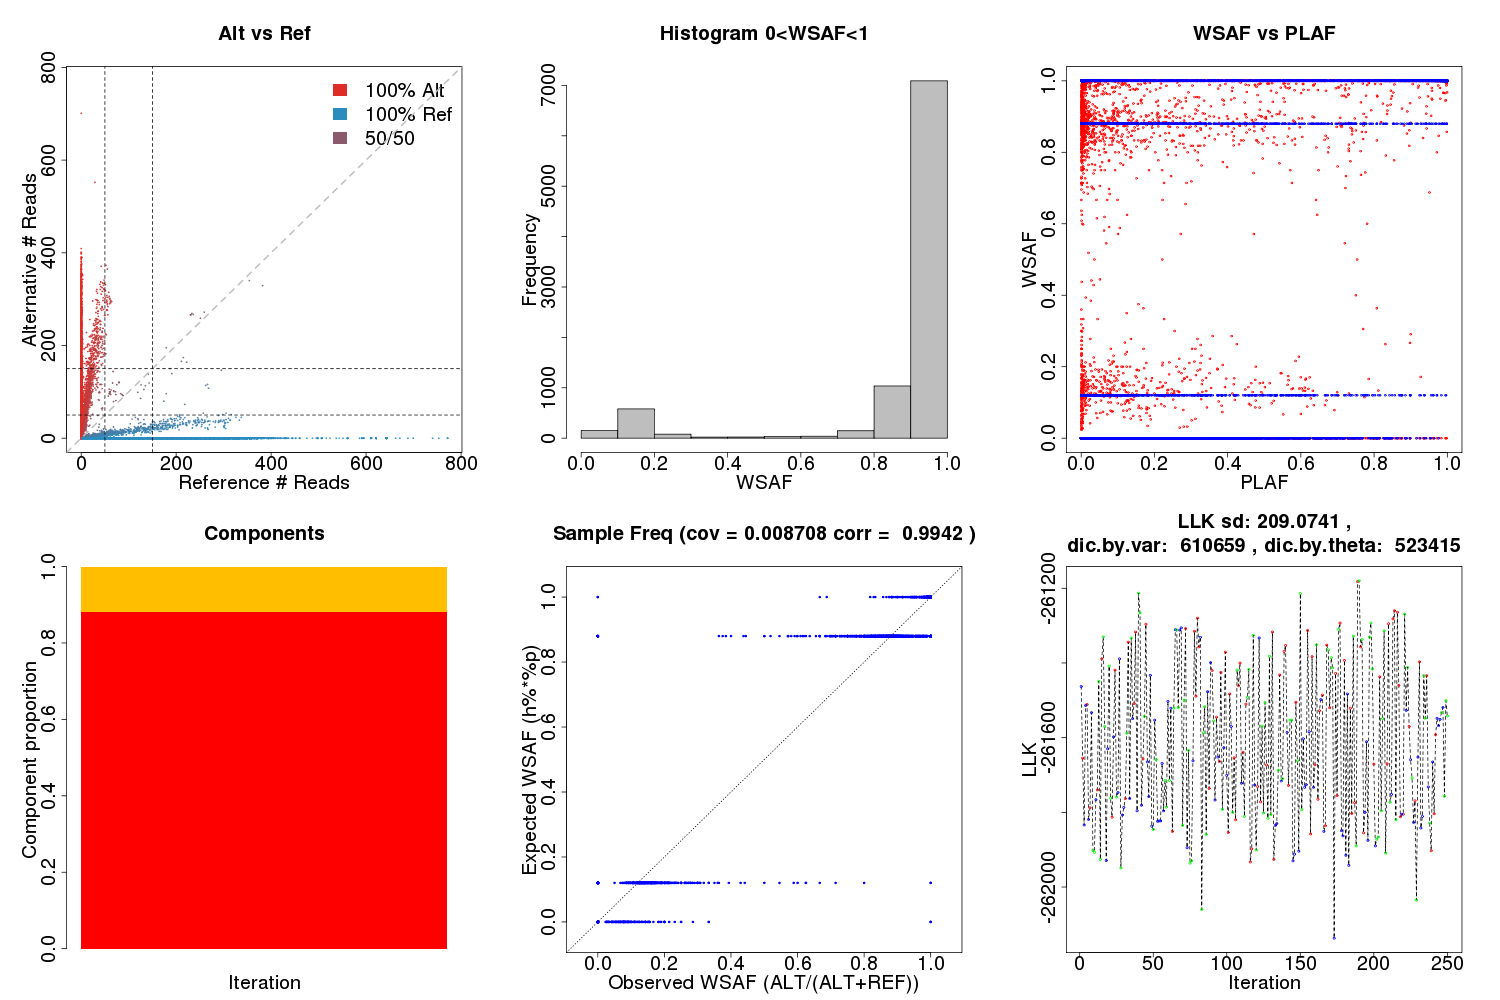 Alt vs Ref
100% Alt
100% Ref
50/50
Alternative # Reads
0
200
400
600
800
0
200
400
600
800
Reference # Reads
Histogram 0<WSAF<1
Frequency
0
1000
3000
5000
7000
0.0
0.2
0.4
0.6
0.8
1.0
WSAF
WSAF vs PLAF
WSAF
0.0
0.2
0.4
0.6
0.8
1.0
0.0
0.2
0.4
0.6
0.8
1.0
PLAF
Components
Component proportion
0.0
0.2
0.4
0.6
0.8
1.0
Iteration
Sample Freq (cov = 0.008708 corr = 0.9942 )
Expected WSAF (h%*%p)
0.0
0.2
0.4
0.6
0.8
1.0
0.0
0.2
0.4
0.6
0.8
1.0
Observed WSAF (ALT/(ALT+REF))
LLK sd: 209.0741 ,
dic.by.var: 610659 , dic.by.theta: 523415
LLK
-262000
-261600
-261200
0
50
100
150
200
250
Iteration